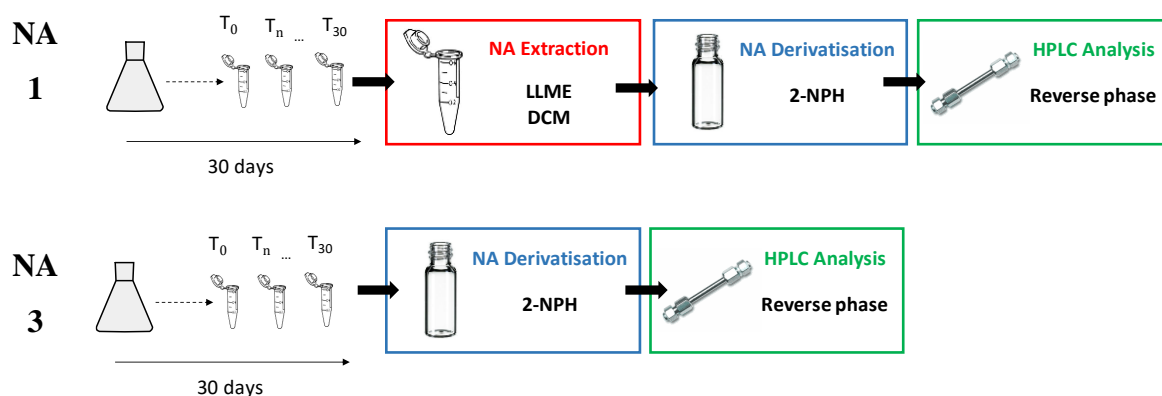 NA
1
T0 Tn ... T30
30 days
NA Extraction
LLME
DCM
NA Derivatisation
2-NPH
HPLC Analysis
Reverse phase
NA
3
T0 Tn ... T30
30 days
NA Derivatisation
2-NPH
HPLC Analysis
Reverse phase